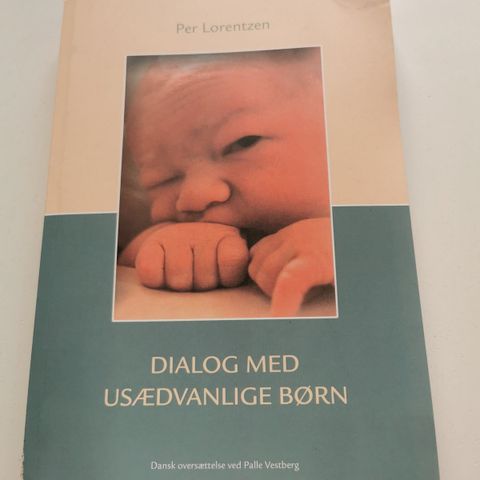 Per Lorentzen
DIALOG MED
USÆDVANLIGE BØRN
Dansk oversættelse ved Palle Vestberg